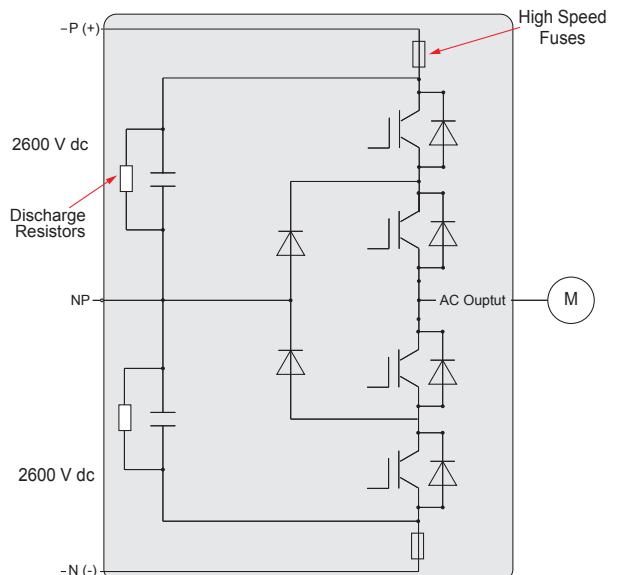 High Speed
Fuses
–P (+)
2600 V dc
Discharge
Resistors
NP
AC Ouptut
M
2600 V dc
–N (-)